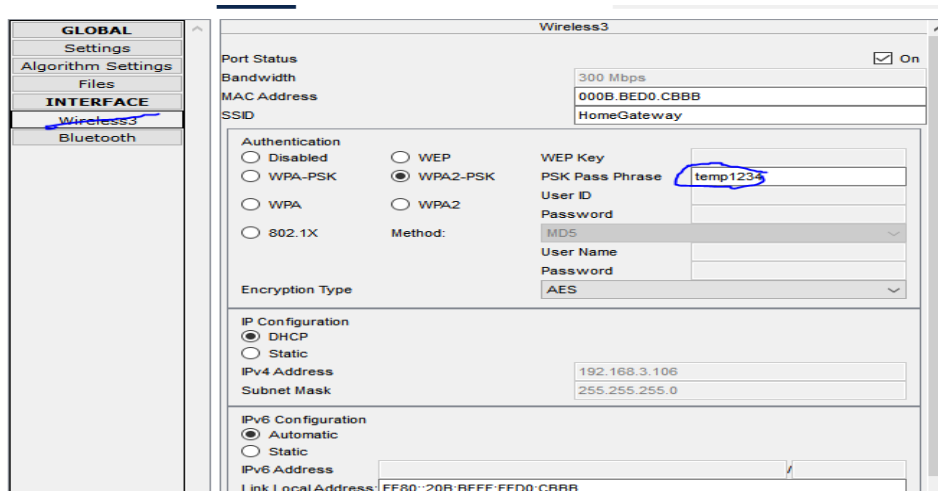 Wireless3
GLOBAL
Settings
Algorithm Settings
Files
INTERFACE
Wireless3
Bluetooth
Port Status On
Bandwidth 300 Mbps
MAC Address 000B.BED0.CBBB
SSID HomeGateway
Authentication
Disabled WEP WEP Key
WPA-PSK WPA2-PSK PSK Pass Phrase temp1234
User ID
WPA WPA2
Password
802.1X Method: MD5
User Name
Password
Encryption Type AES
IP Configuration
DHCP
Static
IPv4 Address 192.168.3.106
Subnet Mask 255.255.255.0
IPv6 Configuration
Automatic
Static
IPv6 Address /
Link Local Address: FE80::20B:BEFF:FED0:CBBB